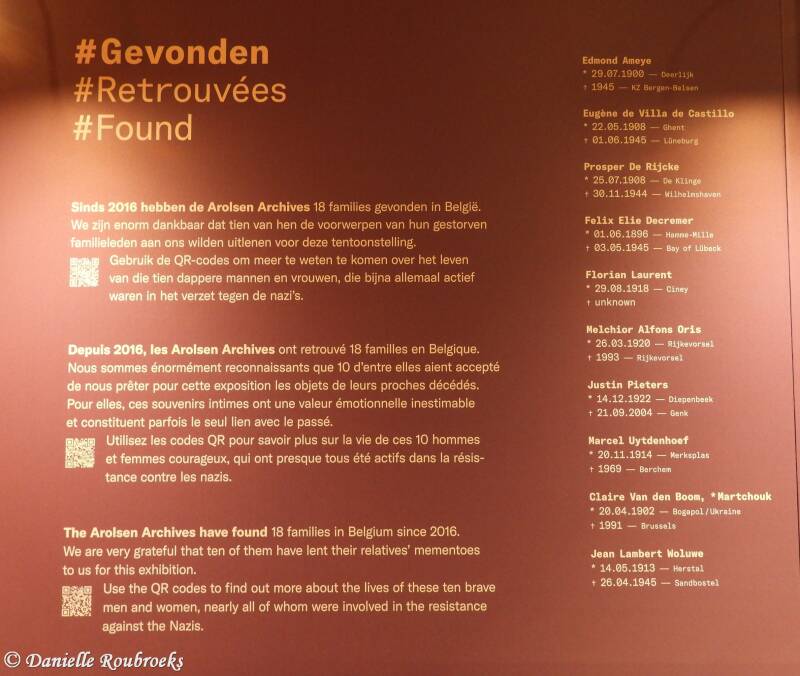 #Gevonden
#Retrouvées
#Found
Sinds 2016 hebben de Arolsen Archives 18 families gevonden in België.
We zijn enorm dankbaar dat tien van hen de voorwerpen van hun gestorven
familieleden aan ons wilden uitlenen voor deze tentoonstelling.
Gebruik de QR-codes om meer te weten te komen over het leven
van die tien dappere mannen en vrouwen, die bijna allemaal actief
waren in het verzet tegen de nazi's.
Depuis 2016, les Arolsen Archives ont retrouvé 18 familles en Belgique.
Nous sommes énormément reconnaissants que 10 d'entre elles aient accepté
de nous prêter pour cette exposition les objets de leurs proches décédés.
Pour elles, ces souvenirs intimes ont une valeur émotionnelle inestimable
et constituent parfois le seul lien avec le passé.
Utilisez les codes QR pour savoir plus sur la vie de ces 10 hommes
et femmes courageux, qui ont presque tous été actifs dans la résis-
tance contre les nazis.
The Arolsen Archives have found 18 families in Belgium since 2016.
We are very grateful that ten of them have lent their relatives' mementoes
to us for this exhibition.
Use the QR codes to find out more about the lives of these ten brave
men and women, nearly all of whom were involved in the resistance
against the Nazis.
Edmond Ameye
* 29.07.1900 — Deerlijk
† 1945 — KZ Bergen-Belsen
Eugène de Villa de Castillo
* 22.05.1908 — Ghent
† 01.06.1945 — Lüneburg
Prosper De Rijcke
* 25.07.1908 — De Klinge
† 30.11.1944 — Wilhelmshaven
Felix Elie Decremer
* 01.06.1896 — Hamme-Mille
† 03.05.1945 — Bay of Lübeck
Florian Laurent
* 29.08.1918 — Ciney
† unknown
Melchior Alfons Oris
* 26.03.1920 — Rijkevorsel
† 1993 — Rijkevorsel
Justin Pieters
* 14.12.1922 — Diepenbeek
† 21.09.2004 — Genk
Marcel Uytdenhoef
* 20.11.1914 — Merksplas
† 1969 — Berchem
Claire Van den Boom, *Martchouk
* 20.04.1902 — Bogapol/Ukraine
† 1991 — Brussels
Jean Lambert Woluwe
* 14.05.1913 — Herstal
† 26.04.1945 — Sandbostel
© Danielle Roubroeks